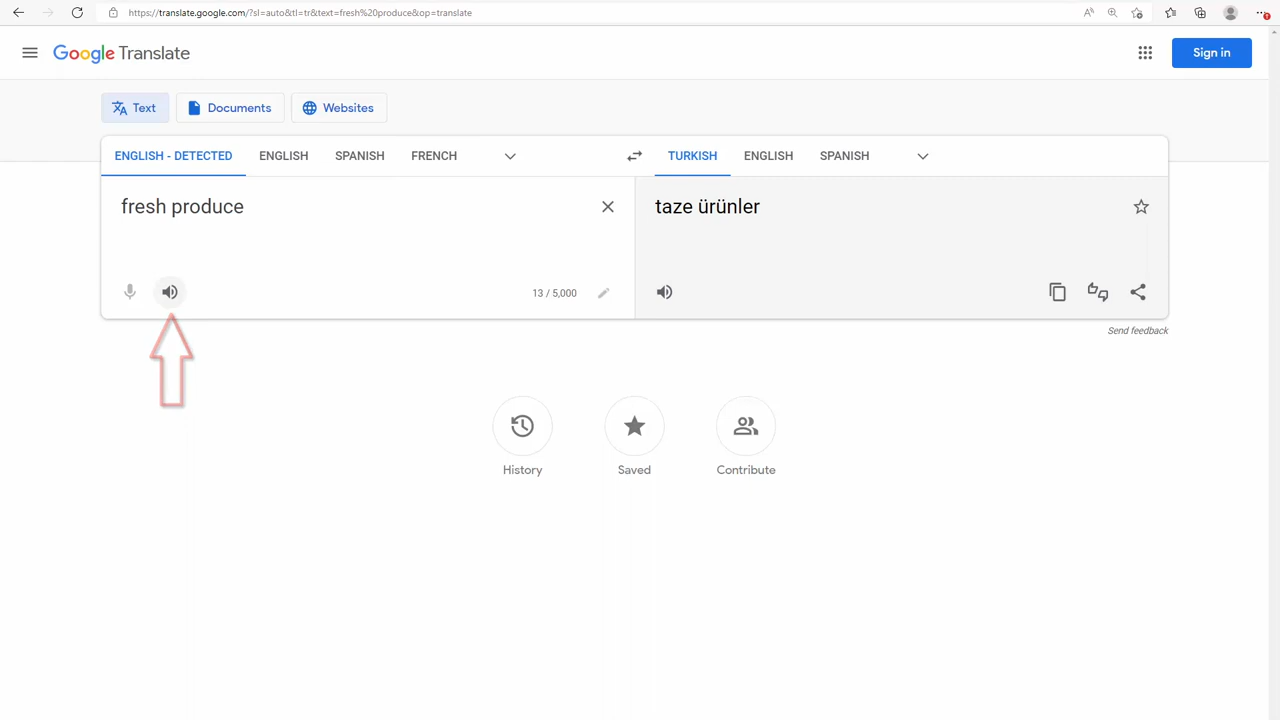 https://translate.google.com/?sl=auto&tl=tr&text=fresh%20produce&op=translate
Google Translate
Sign in
Text Documents Websites
ENGLISH - DETECTED ENGLISH SPANISH FRENCH TURKISH ENGLISH SPANISH
fresh produce taze ürünler
13 / 5,000
Send feedback
History Saved Contribute